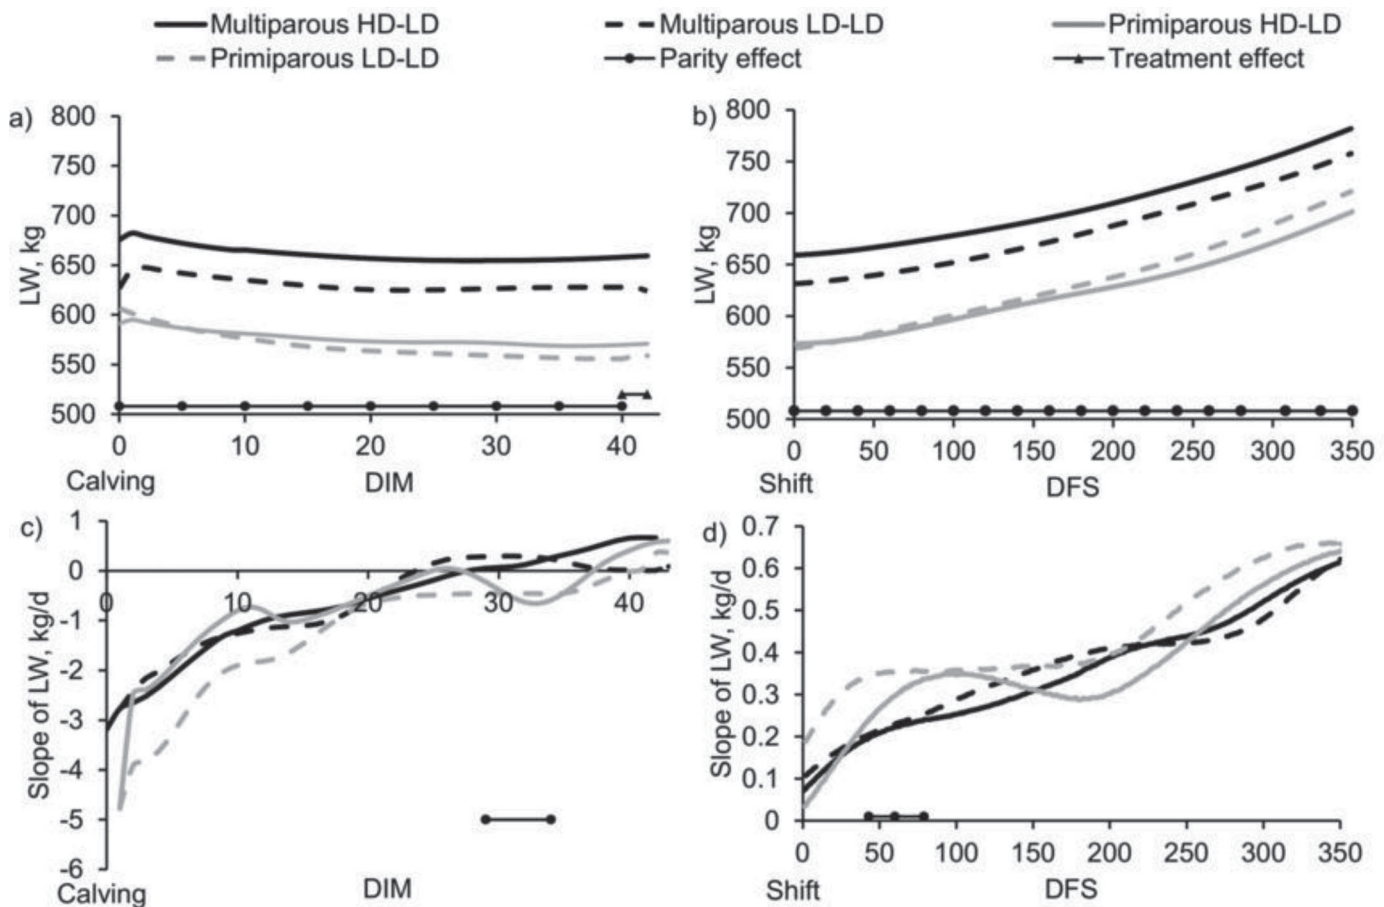 Multiparous HD-LD
Multiparous LD-LD
Primiparous HD-LD
Primiparous LD-LD
Parity effect
Treatment effect
a)
LW, kg
800
750
700
650
600
550
500
0 10 20 30 40
Calving
DIM
b)
LW, kg
800
750
700
650
600
550
500
0 50 100 150 200 250 300 350
Shift
DFS
c)
Slope of LW, kg/d
1
0
-1
-2
-3
-4
-5
-6
0 10 20 30 40
Calving
DIM
d)
Slope of LW, kg/d
0.7
0.6
0.5
0.4
0.3
0.2
0.1
0
0 50 100 150 200 250 300 350
Shift
DFS